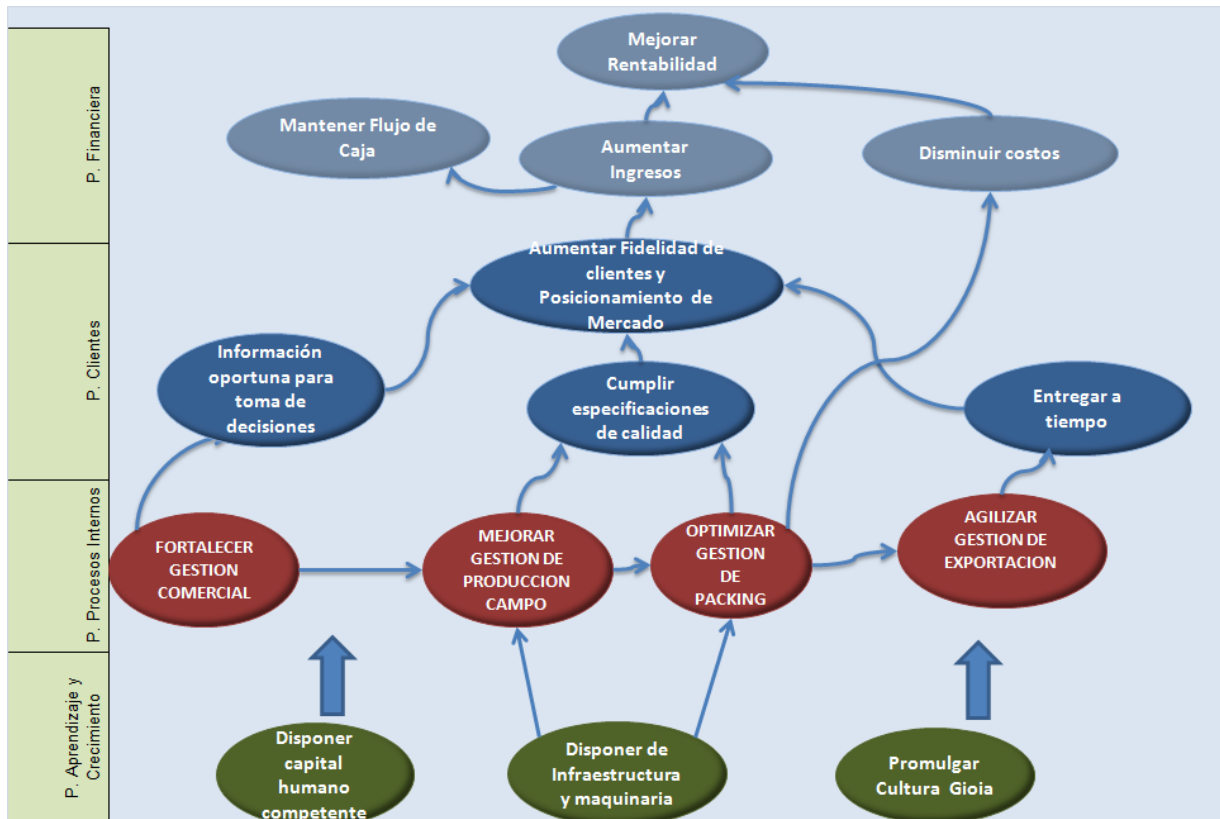 P. Financiera
Mejorar
Rentabilidad
Mantener Flujo de
Caja
Aumentar
Ingresos
Disminuir costos
P. Clientes
Aumentar Fidelidad de
clientes y
Posicionamiento de
Mercado
Información
oportuna para
toma de
decisiones
Cumplir
especificaciones
de calidad
Entregar a
tiempo
P. Procesos Internos
FORTALECER
GESTION
COMERCIAL
MEJORAR
GESTION DE
PRODUCCION
CAMPO
OPTIMIZAR
GESTION
DE
PACKING
AGILIZAR
GESTION DE
EXPORTACION
P. Aprendizaje y
Crecimiento
Disponer
capital
humano
competente
Disponer de
Infraestructura
y maquinaria
Promulgar
Cultura Gioia